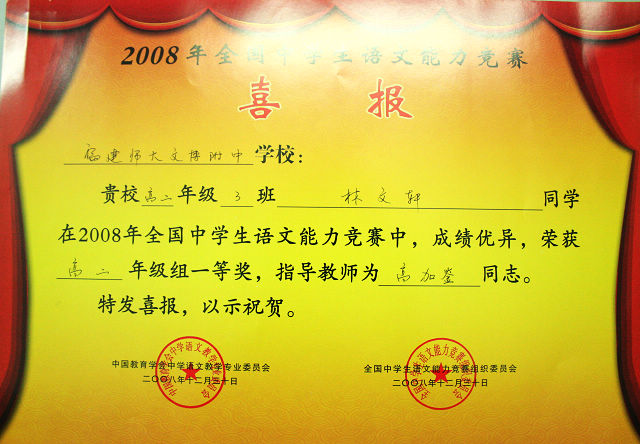 2008年全国中学生语文能力竞赛
喜报
福建师大文博附中学校：
贵校高二年级 3 班 林文轩 同学
在2008年全国中学生语文能力竞赛中，成绩优异，荣获
高二 年级组一等奖，指导教师为 高加鉴 同志。
特发喜报，以示祝贺。
中国教育学会中学语文教学专业委员会
二〇〇八年十二月三十日
全国中学生语文能力竞赛组织委员会
二〇〇八年十二月三十日